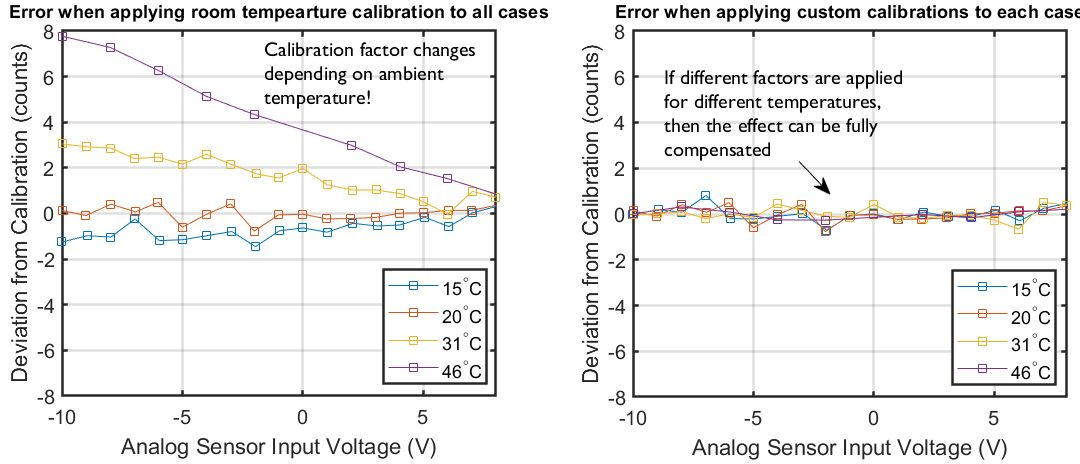 Error when applying room tempearture calibration to all cases
8
6
4
2
0
-2
-4
-6
-8
Deviation from Calibration (counts)
Calibration factor changes
depending on ambient
temperature!
15°C
20°C
31°C
46°C
-10
-5
0
5
Analog Sensor Input Voltage (V)
Error when applying custom calibrations to each case
8
6
4
2
0
-2
-4
-6
-8
Deviation from Calibration (counts)
If different factors are applied
for different temperatures,
then the effect can be fully
compensated
15°C
20°C
31°C
46°C
-10
-5
0
5
Analog Sensor Input Voltage (V)